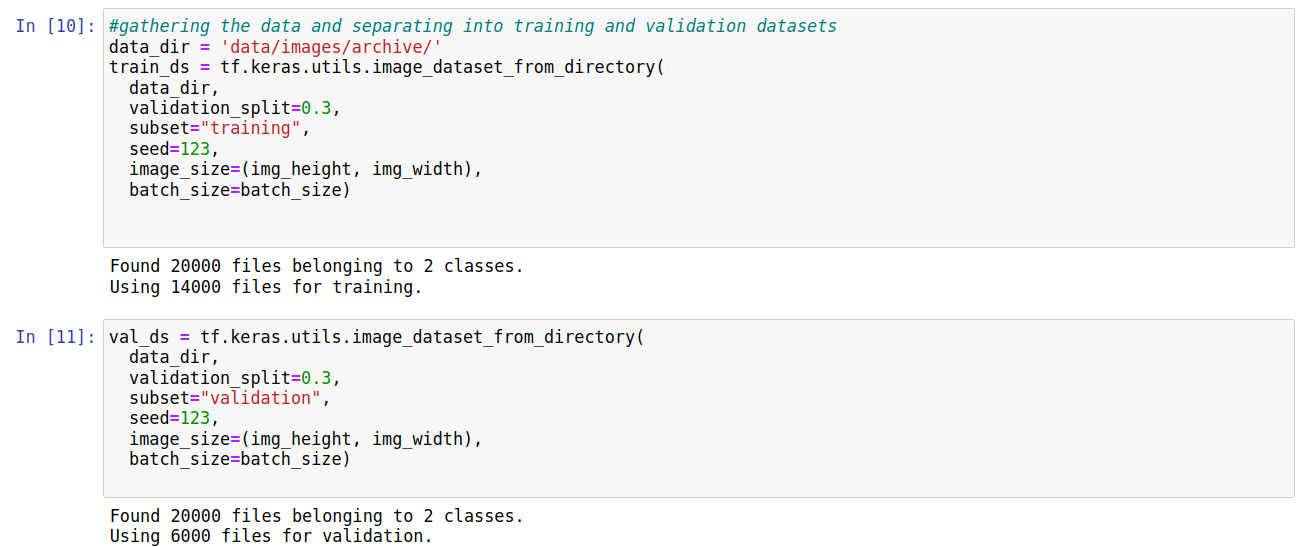 In [10]: #gathering the data and separating into training and validation datasets
data_dir = 'data/images/archive/'
train_ds = tf.keras.utils.image_dataset_from_directory(
  data_dir,
  validation_split=0.3,
  subset="training",
  seed=123,
  image_size=(img_height, img_width),
  batch_size=batch_size)
Found 20000 files belonging to 2 classes.
Using 14000 files for training.
In [11]: val_ds = tf.keras.utils.image_dataset_from_directory(
  data_dir,
  validation_split=0.3,
  subset="validation",
  seed=123,
  image_size=(img_height, img_width),
  batch_size=batch_size)
Found 20000 files belonging to 2 classes.
Using 6000 files for validation.